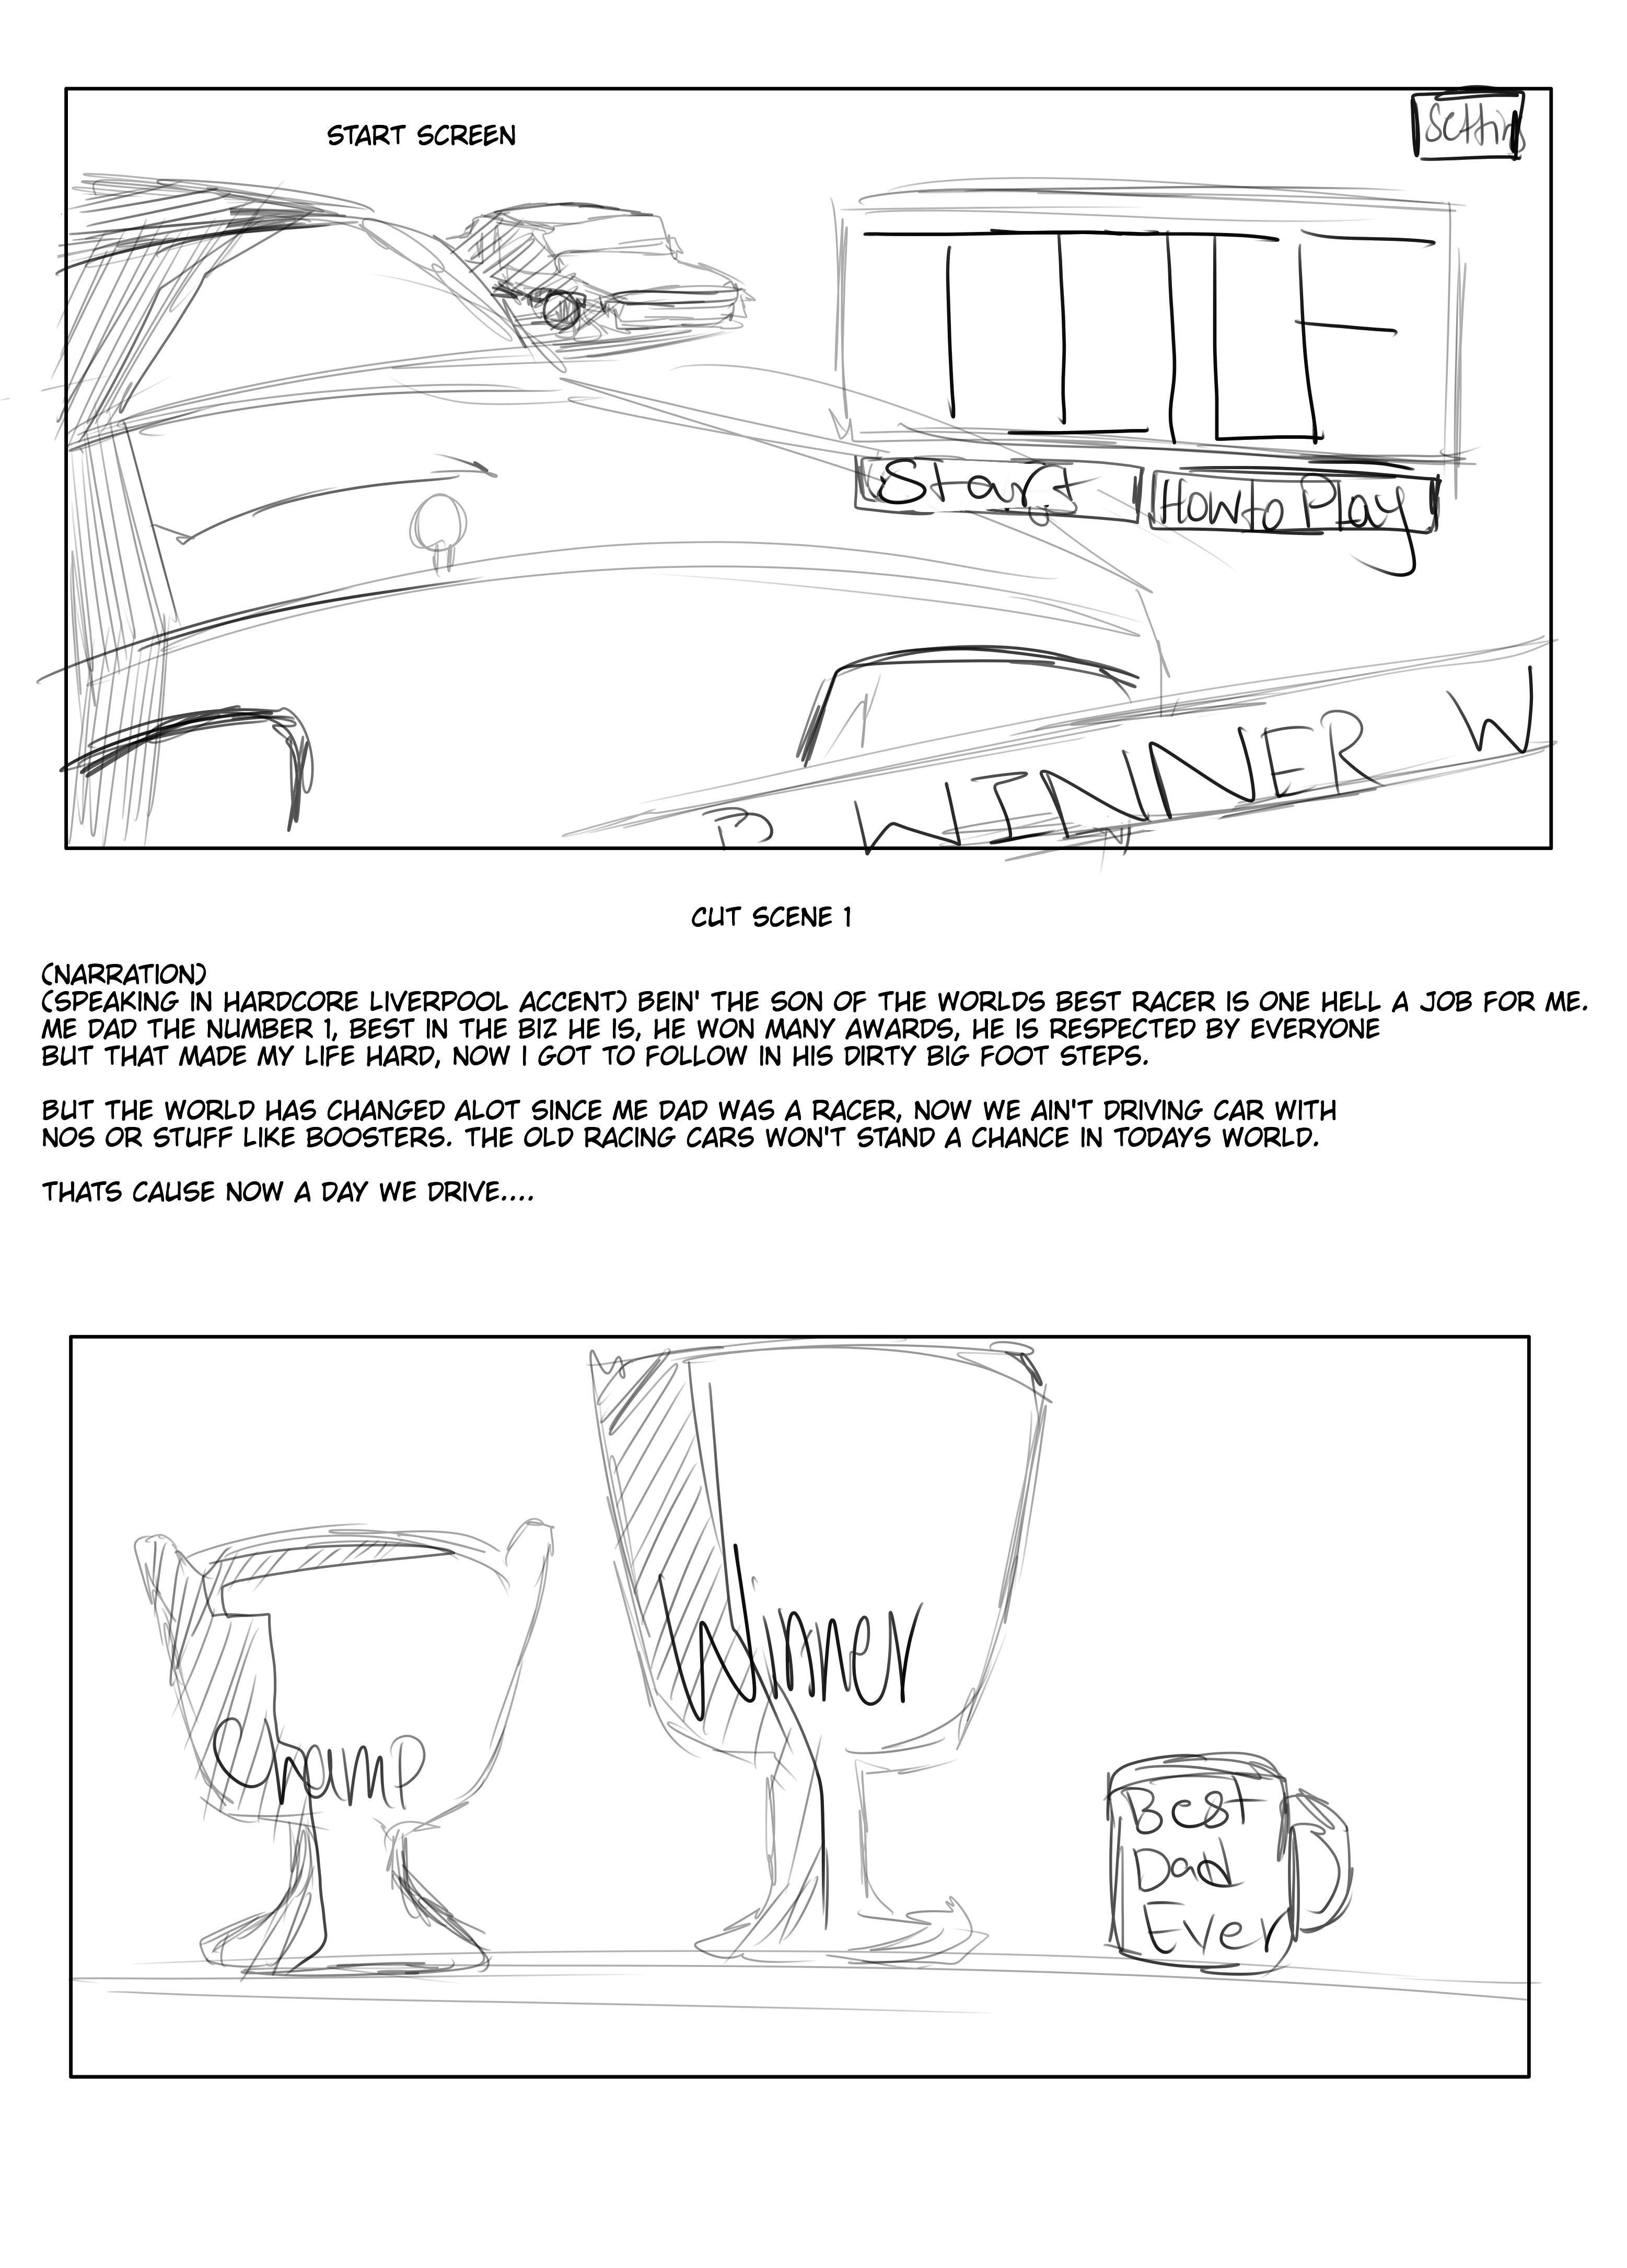 START SCREEN
Setting
TITLE
Start
How to Play
WINNER W
CUT SCENE 1
(NARRATION)
(SPEAKING IN HARDCORE LIVERPOOL ACCENT) BEIN' THE SON OF THE WORLDS BEST RACER IS ONE HELL A JOB FOR ME.
ME DAD THE NUMBER 1, BEST IN THE BIZ HE IS, HE WON MANY AWARDS, HE IS RESPECTED BY EVERYONE
BUT THAT MADE MY LIFE HARD, NOW I GOT TO FOLLOW IN HIS DIRTY BIG FOOT STEPS.
BUT THE WORLD HAS CHANGED ALOT SINCE ME DAD WAS A RACER, NOW WE AIN'T DRIVING CAR WITH
NOS OR STUFF LIKE BOOSTERS. THE OLD RACING CARS WON'T STAND A CHANCE IN TODAYS WORLD.
THATS CAUSE NOW A DAY WE DRIVE....
Champ
Winner
Best
Dad
Ever